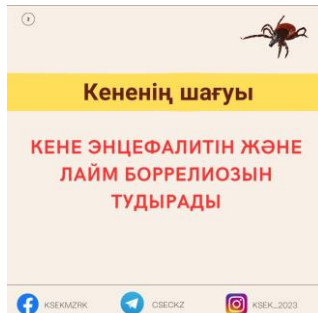 Кененің шағуы
КЕНЕ ЭНЦЕФАЛИТІН ЖӘНЕ
ЛАЙМ БОРРЕЛИОЗЫН
ТУДЫРАДЫ
KSEKMZRK CSECKZ KSEK_2023